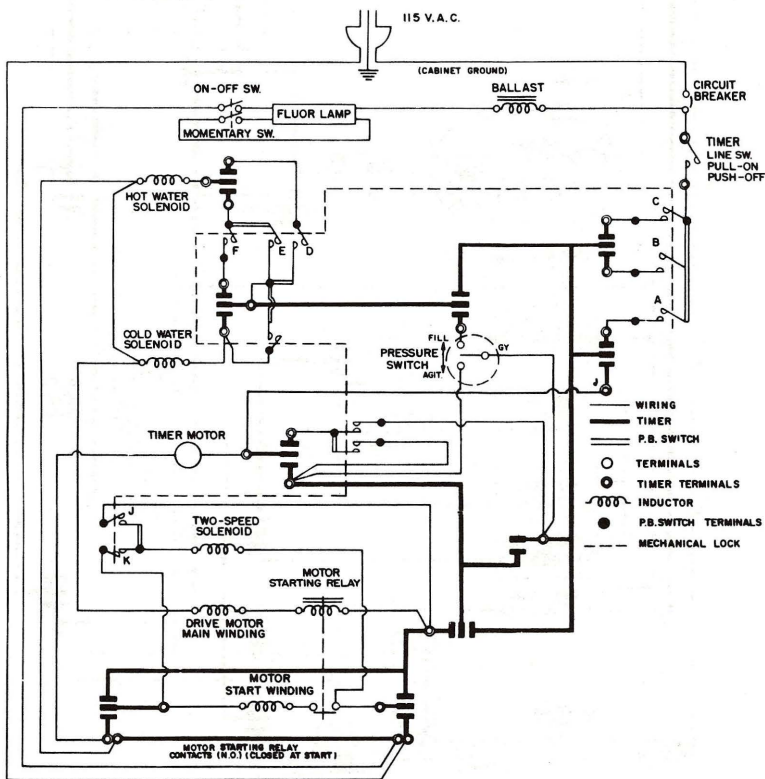 115 V.A.C.
(CABINET GROUND)
ON-OFF SW.
FLUOR LAMP
MOMENTARY SW.
BALLAST
CIRCUIT
BREAKER
TIMER
LINE SW.
PULL-ON
PUSH-OFF
HOT WATER
SOLENOID
F
E
D
C
B
A
COLD WATER
SOLENOID
FILL
GY
PRESSURE
SWITCH
AGIT.
J
TIMER MOTOR
WIRING
TIMER
P.B. SWITCH
TERMINALS
TIMER TERMINALS
INDUCTOR
P.B. SWITCH TERMINALS
MECHANICAL LOCK
J
K
TWO-SPEED
SOLENOID
MOTOR
STARTING RELAY
DRIVE MOTOR
MAIN WINDING
MOTOR
START WINDING
MOTOR STARTING RELAY
CONTACTS (N.O.) (CLOSED AT START)